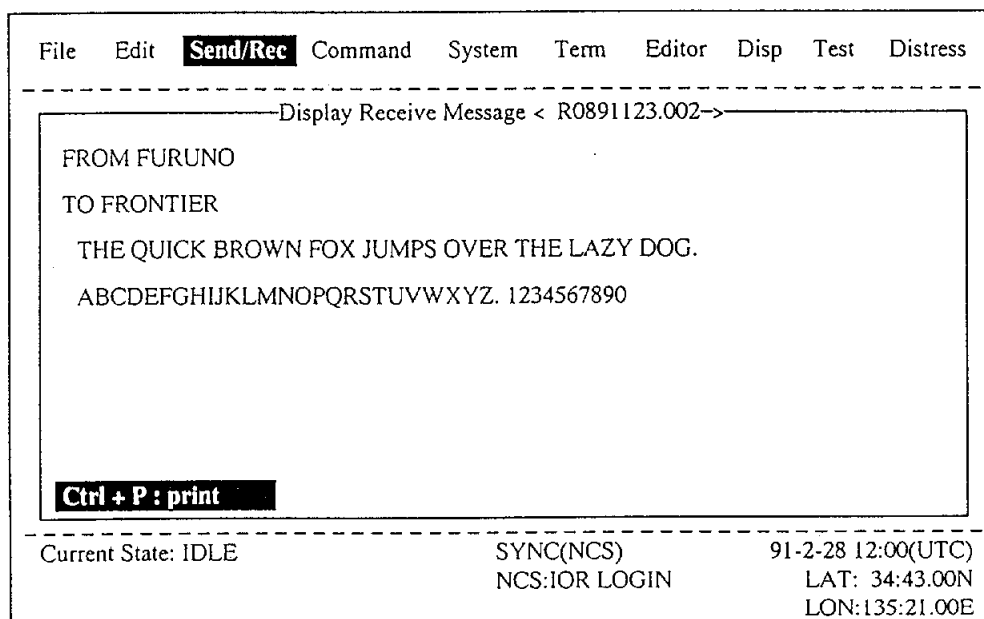 File Edit Send/Rec Command System Term Editor Disp Test Distress
Display Receive Message < R0891123.002->
FROM FURUNO
TO FRONTIER
THE QUICK BROWN FOX JUMPS OVER THE LAZY DOG.
ABCDEFGHIJKLMNOPQRSTUVWXYZ. 1234567890
Ctrl + P : print
Current State: IDLE SYNC(NCS) 91-2-28 12:00(UTC)
NCS:IOR LOGIN LAT: 34:43.00N
LON:135:21.00E